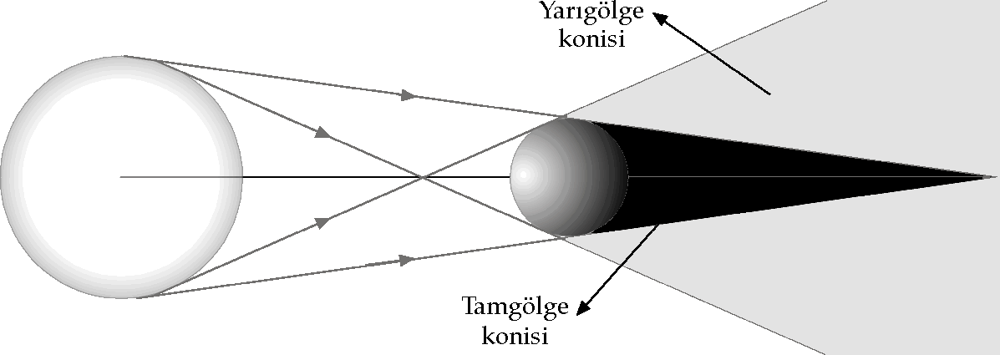 Yarıgölge
konisi
Tamgölge
konisi